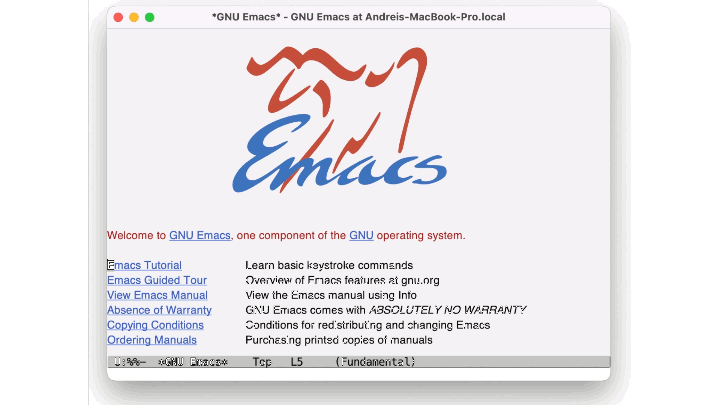 *GNU Emacs* - GNU Emacs at Andreis-MacBook-Pro.local
Emacs
Welcome to GNU Emacs, one component of the GNU operating system.
Emacs Tutorial Learn basic keystroke commands
Emacs Guided Tour Overview of Emacs features at gnu.org
View Emacs Manual View the Emacs manual using Info
Absence of Warranty GNU Emacs comes with ABSOLUTELY NO WARRANTY
Copying Conditions Conditions for redistributing and changing Emacs
Ordering Manuals Purchasing printed copies of manuals
U:%%- *GNU Emacs* Top L5 (Fundamental)